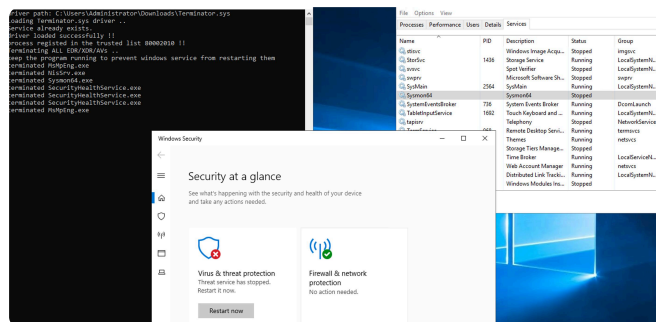 driver path: C:\Users\Administrator\Downloads\Terminator.sys
Loading Terminator.sys driver ..
Service already exists.
driver loaded successfully !!
process registed in the trusted list 80002010 !!
Terminating ALL EDR/XDR/AVs ..
keep the program running to prevent windows service from restarting them
terminated MsMpEng.exe
terminated NisSrv.exe
terminated Sysmon64.exe
terminated SecurityHealthService.exe
terminated SecurityHealthService.exe
terminated SecurityHealthService.exe
terminated MsMpEng.exe
File Options View
Processes Performance Users Details Services
Name PID Description Status Group
stisvc Windows Image Acqu... Stopped imgsvc
StorSvc 1436 Storage Service Running LocalSystemN...
svsvc Spot Verifier Stopped LocalSystemN...
swprv Microsoft Software Sh... Stopped swprv
SysMain 2564 SysMain Running LocalSystemN...
Sysmon64 Sysmon64 Stopped
SystemEventsBroker 736 System Events Broker Running DcomLaunch
TabletInputService 1692 Touch Keyboard and ... Running LocalSystemN...
tapisrv Telephony Stopped NetworkService
Remote Desktop Servi... Running termsvcs
Themes Running netsvcs
Storage Tiers Manage... Stopped
Time Broker Running LocalServiceN...
Web Account Manager Running netsvcs
Distributed Link Tracki... Running LocalSystemN...
Windows Modules Ins... Stopped
Windows Security
Security at a glance
See what's happening with the security and health of your device
and take any actions needed.
Virus & threat protection
Threat service has stopped.
Restart it now.
Restart now
Firewall & network
protection
No action needed.